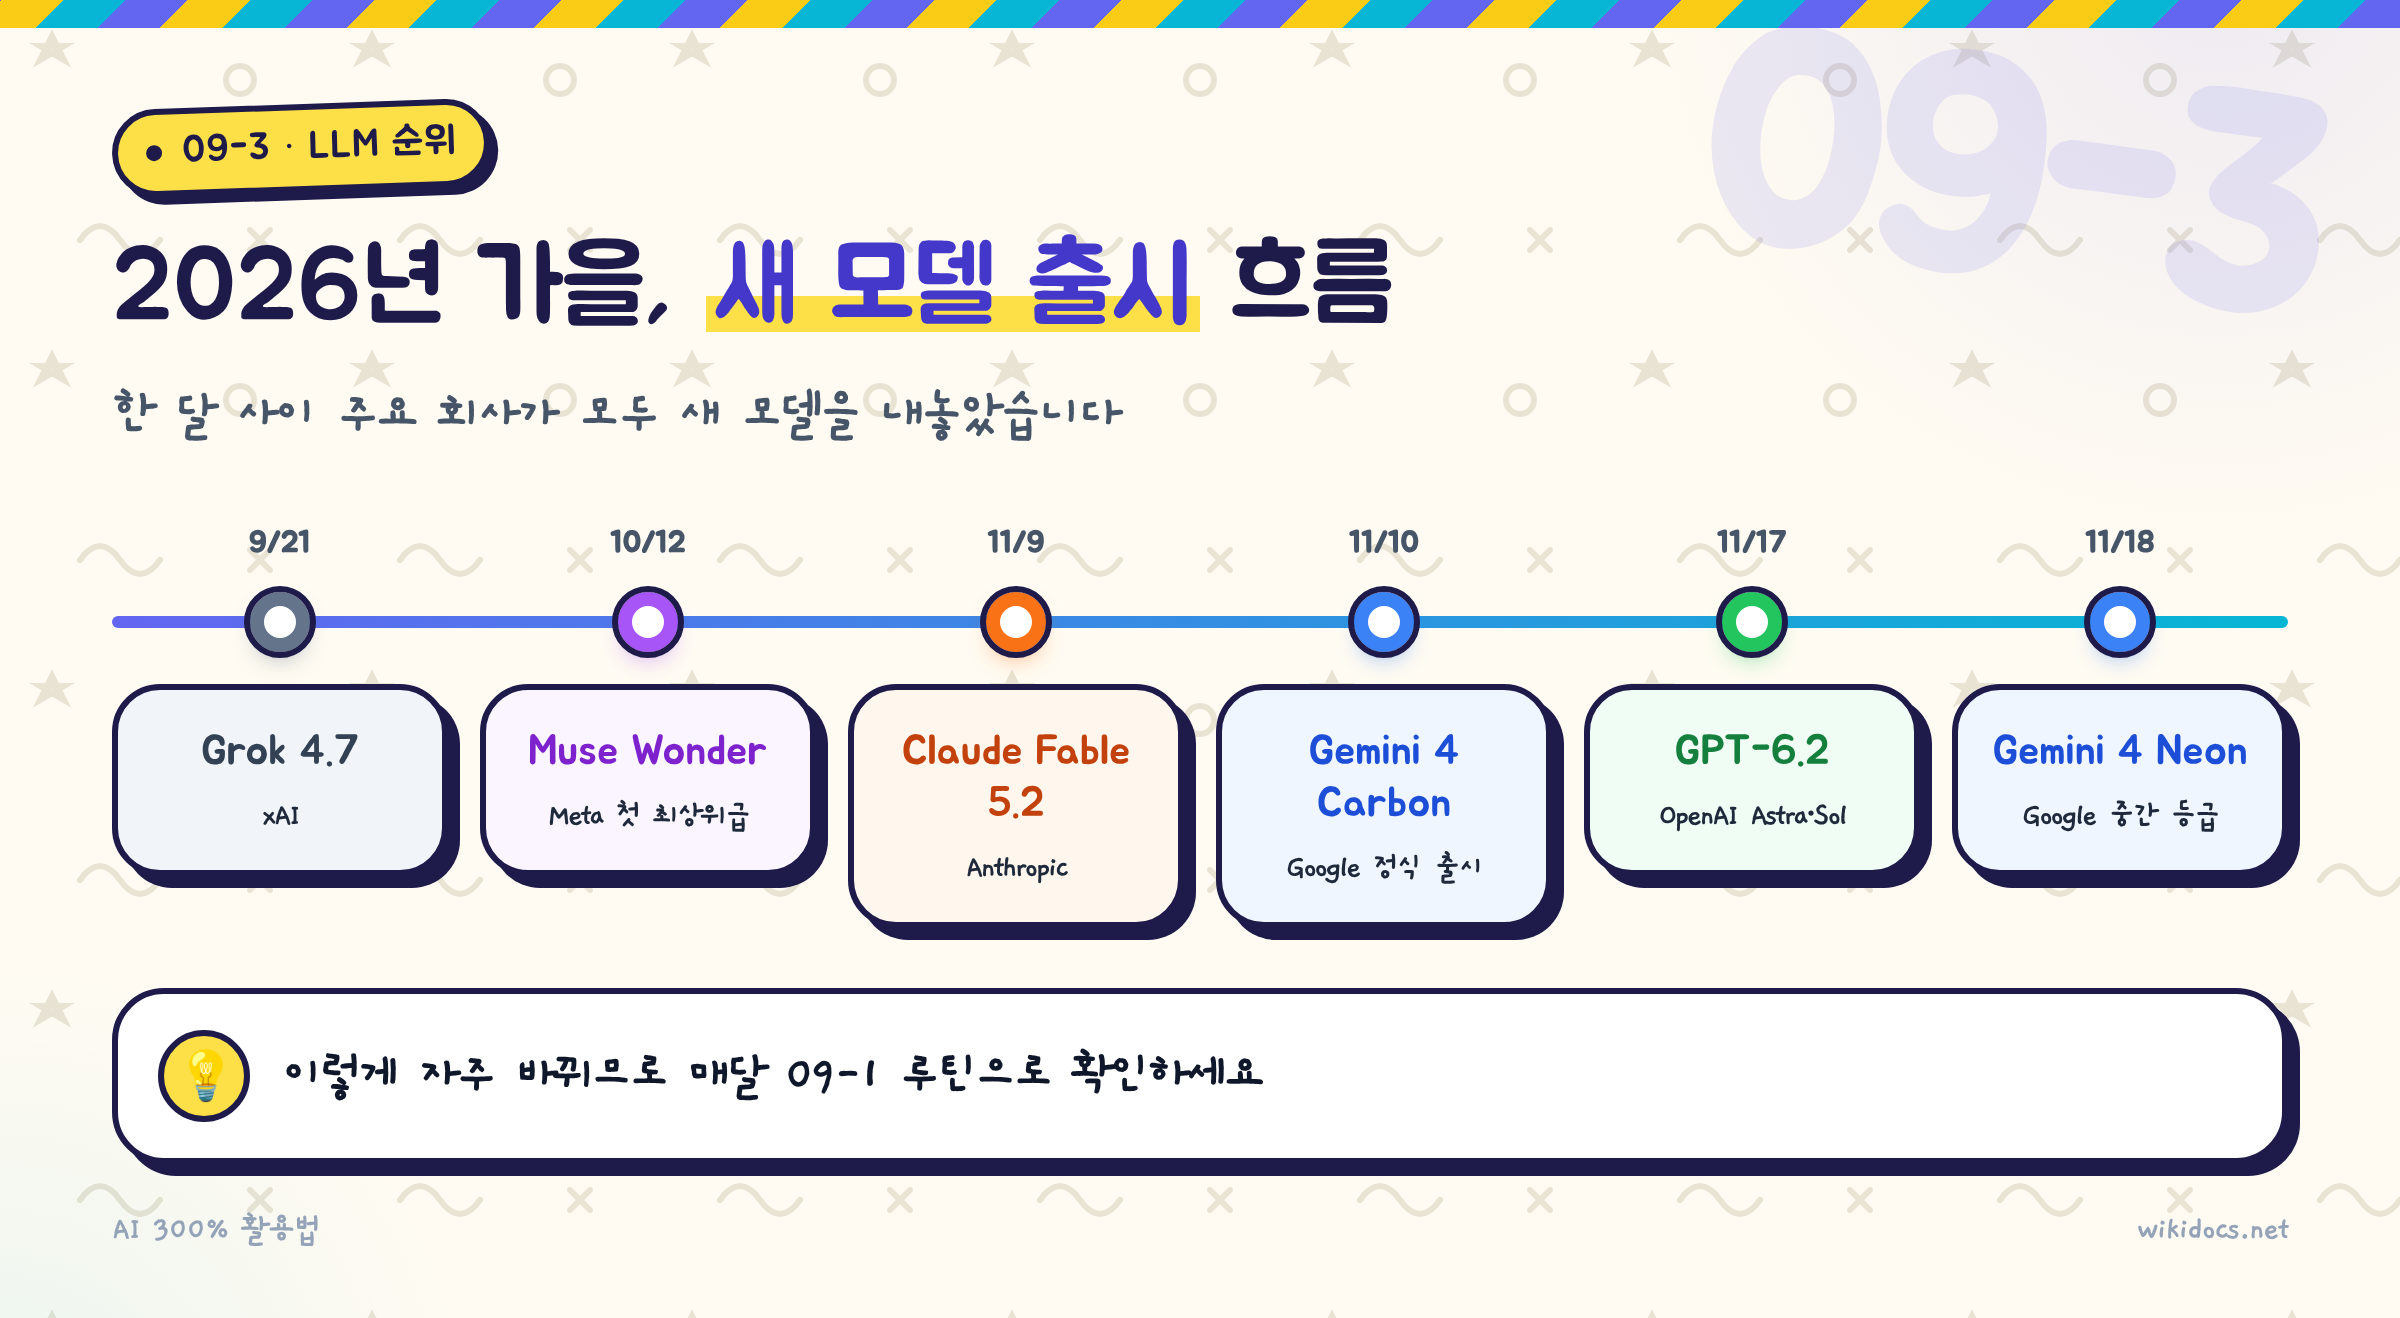 09-3
09-3 · LLM 순위
2026년 가을, 새 모델 출시 흐름
한 달 사이 주요 회사가 모두 새 모델을 내놓았습니다
9/21
10/12
11/9
11/10
11/17
11/18
Grok 4.7
xAI
Muse Wonder
Meta 첫 최상위급
Claude Fable
5.2
Anthropic
Gemini 4
Carbon
Google 정식 출시
GPT-6.2
OpenAI Astra·Sol
Gemini 4 Neon
Google 중간 등급
이렇게 자주 바뀌므로 매달 09-1 루틴으로 확인하세요
AI 300% 활용법
wikidocs.net